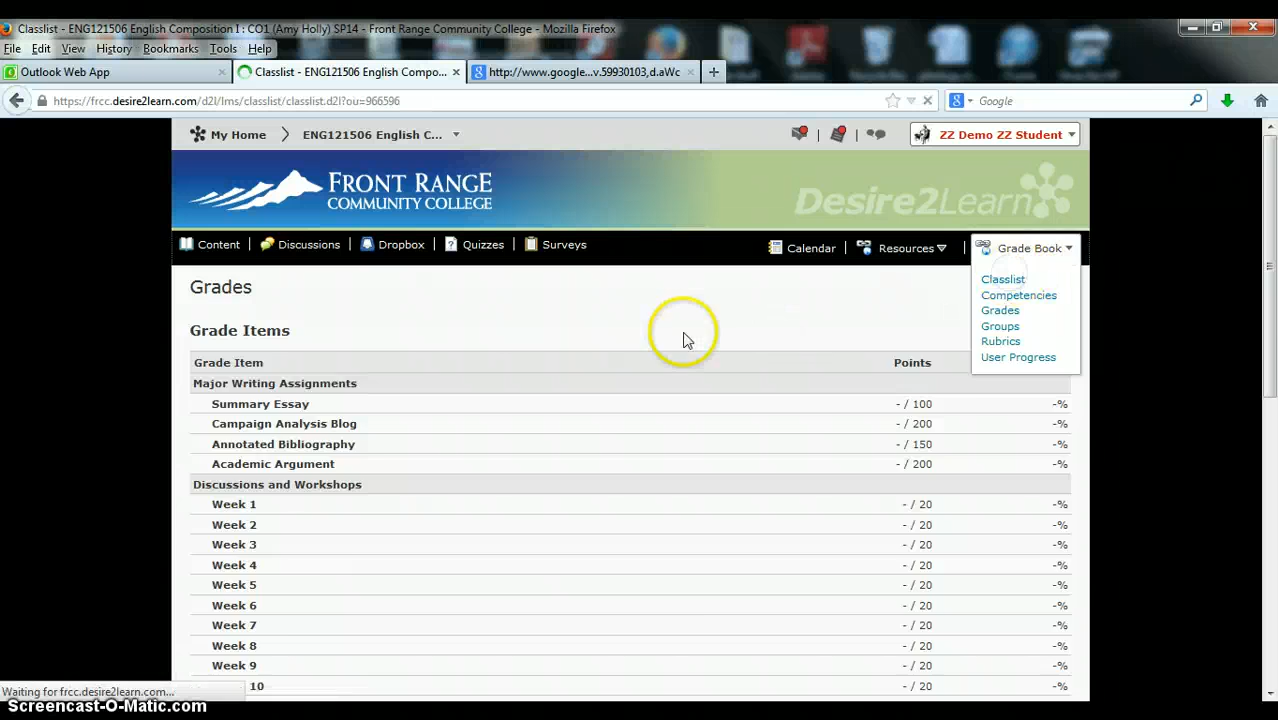 Classlist - ENG121506 English Composition I : CO1 (Amy Holly) SP14 - Front Range Community College - Mozilla Firefox
File Edit View History Bookmarks Tools Help
Outlook Web App × Classlist - ENG121506 English Compo... × http://www.google...v.59930103,d.aWc × +
https://frcc.desire2learn.com/d2l/lms/classlist/classlist.d2l?ou=966596 Google
My Home ENG121506 English C... ZZ Demo ZZ Student
FRONT RANGE
COMMUNITY COLLEGE
Desire2Learn
Content Discussions Dropbox Quizzes Surveys Calendar Resources Grade Book
Classlist
Competencies
Grades
Groups
Rubrics
User Progress
Grades
Grade Items
Grade Item Points
Major Writing Assignments
Summary Essay - / 100 -%
Campaign Analysis Blog - / 200 -%
Annotated Bibliography - / 150 -%
Academic Argument - / 200 -%
Discussions and Workshops
Week 1 - / 20 -%
Week 2 - / 20 -%
Week 3 - / 20 -%
Week 4 - / 20 -%
Week 5 - / 20 -%
Week 6 - / 20 -%
Week 7 - / 20 -%
Week 8 - / 20 -%
Week 9 - / 20 -%
10 - / 20 -%
Waiting for frcc.desire2learn.com...
Screencast-O-Matic.com